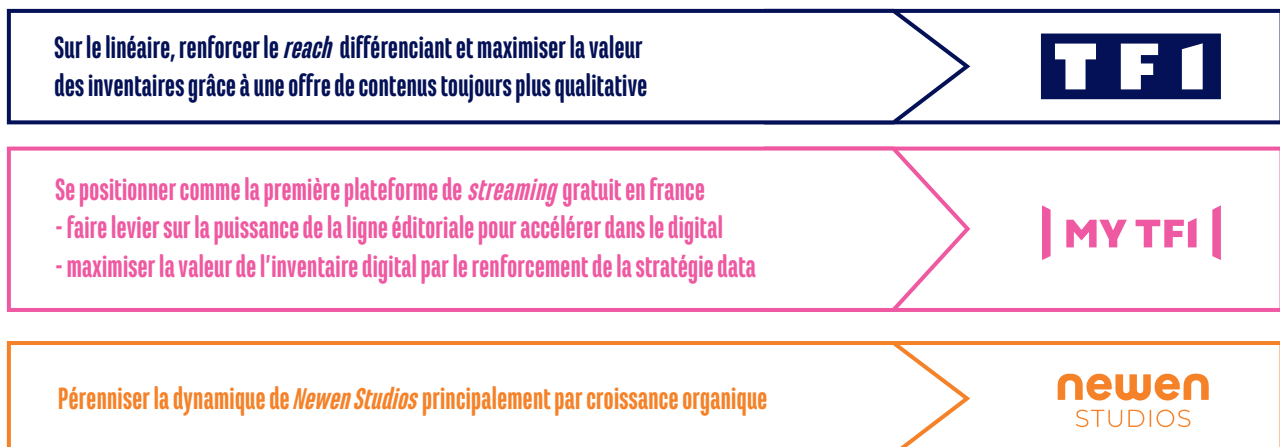 Sur le linéaire, renforcer le reach différenciant et maximiser la valeur
des inventaires grâce à une offre de contenus toujours plus qualitative
TF1
Se positionner comme la première plateforme de streaming gratuit en france
- faire levier sur la puissance de la ligne éditoriale pour accélérer dans le digital
- maximiser la valeur de l’inventaire digital par le renforcement de la stratégie data
MY TF1
Pérenniser la dynamique de Newen Studios principalement par croissance organique
newen
STUDIOS